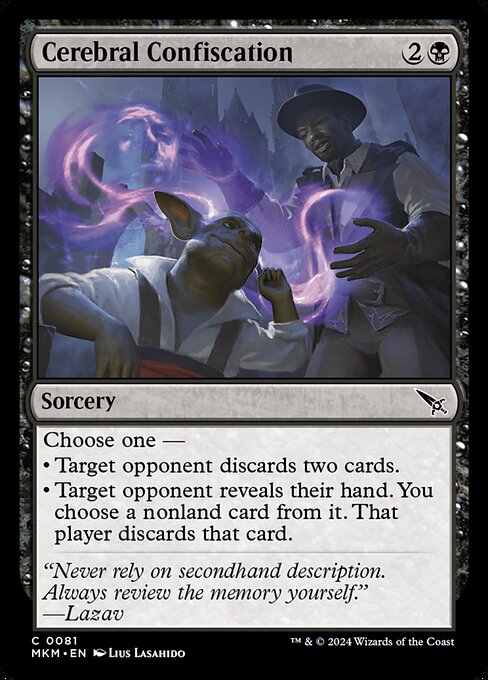 Cerebral Confiscation 2
Sorcery
Choose one —
• Target opponent discards two cards.
• Target opponent reveals their hand. You
choose a nonland card from it. That
player discards that card.
“Never rely on secondhand description.
Always review the memory yourself.”
—Lazav
C 0081
MKM • EN Lius Lasahido
™ & © 2024 Wizards of the Coast